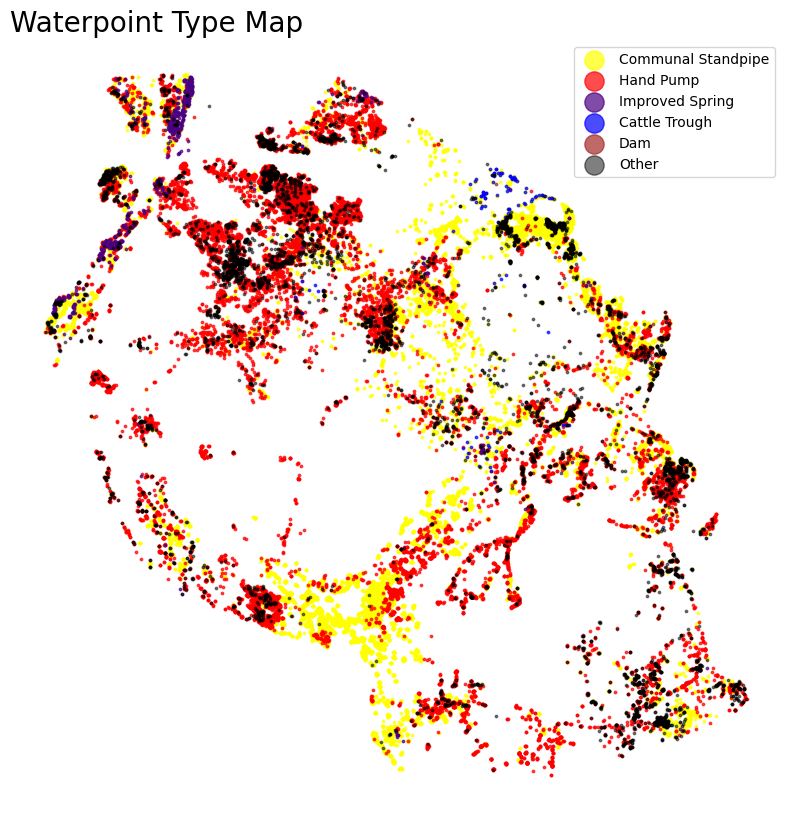 Waterpoint Type Map
Communal Standpipe
Hand Pump
Improved Spring
Cattle Trough
Dam
Other